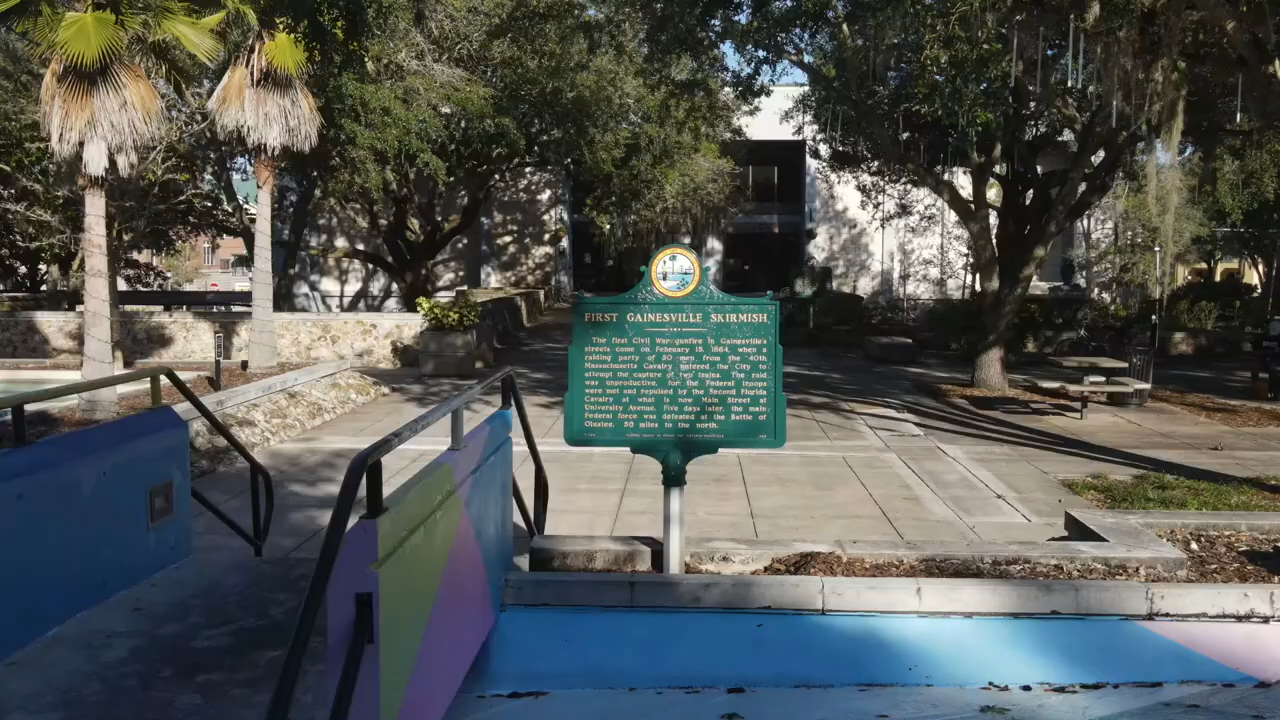 FIRST GAINESVILLE SKIRMISH
The first Civil War gunfire in Gainesville's
streets came on February 15, 1864, when a
raiding party of 50 men from the 40th
Massachusetts Cavalry entered the City to
attempt the capture of two trains. The raid
was unproductive, for the Federal troops
were met and repulsed by the Second Florida
Cavalry at what is now Main Street at
University Avenue. Five days later, the main
Federal force was defeated at the Battle of
Olustee, 50 miles to the north.